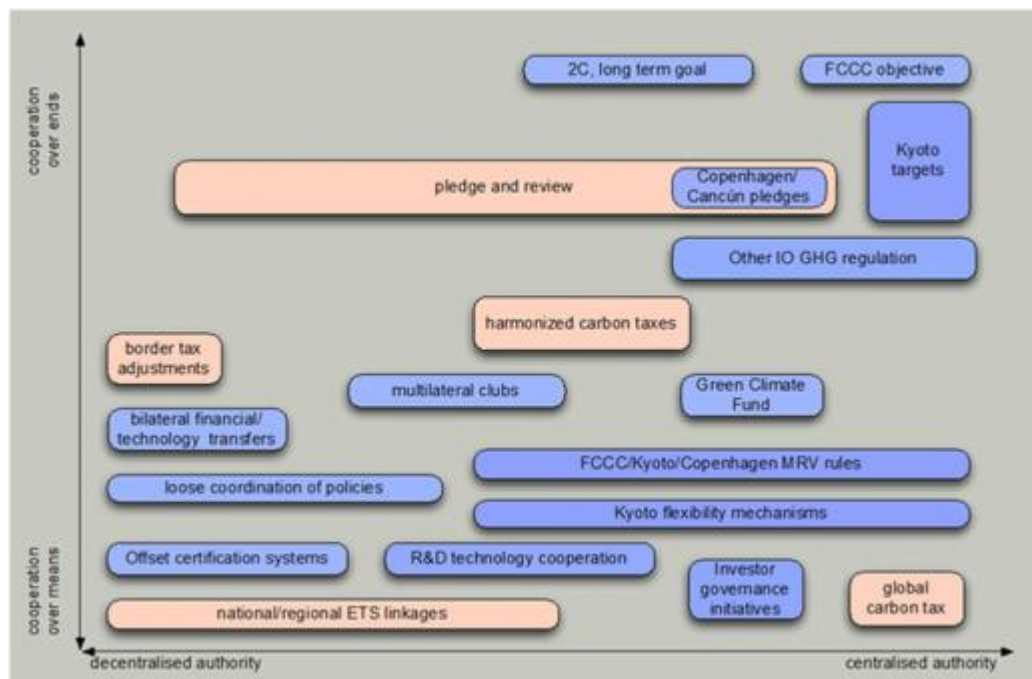 cooperation
over ends
2C, long term goal
FCCC objective
Kyoto
targets
pledge and review
Copenhagen/
Cancún pledges
Other IO GHG regulation
harmonized carbon taxes
border tax
adjustments
multilateral clubs
Green Climate
Fund
bilateral financial/
technology transfers
FCCC/Kyoto/Copenhagen MRV rules
loose coordination of policies
Kyoto flexibility mechanisms
cooperation
over means
Offset certification systems
R&D technology cooperation
Investor
governance
initiatives
global
carbon tax
national/regional ETS linkages
decentralised authority
centralised authority